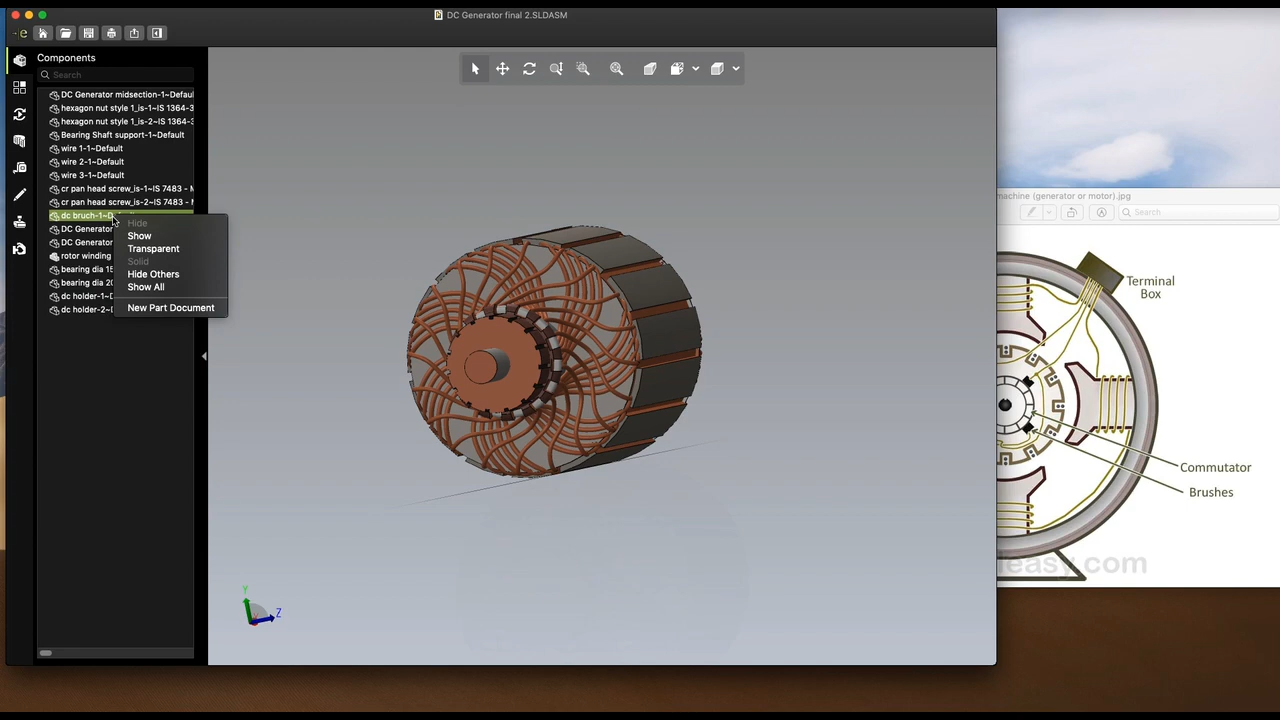 DC Generator final 2.SLDASM
Components
Search
DC Generator midsection-1~Defaul
hexagon nut style 1_is-1~IS 1364-3
hexagon nut style 1_is-2~IS 1364-3
Bearing Shaft support-1~Default
wire 1-1~Default
wire 2-1~Default
wire 3-1~Default
cr pan head screw_is-1~IS 7483 - M
cr pan head screw_is-2~IS 7483 - M
dc bruch-1~D
DC Generator
DC Generator
rotor winding
bearing dia 15
bearing dia 20
dc holder-1~D
dc holder-2~D
Hide
Show
Transparent
Solid
Hide Others
Show All
New Part Document
Y
Z
machine (generator or motor).jpg
Search
Terminal
Box
Commutator
Brushes
easy.com